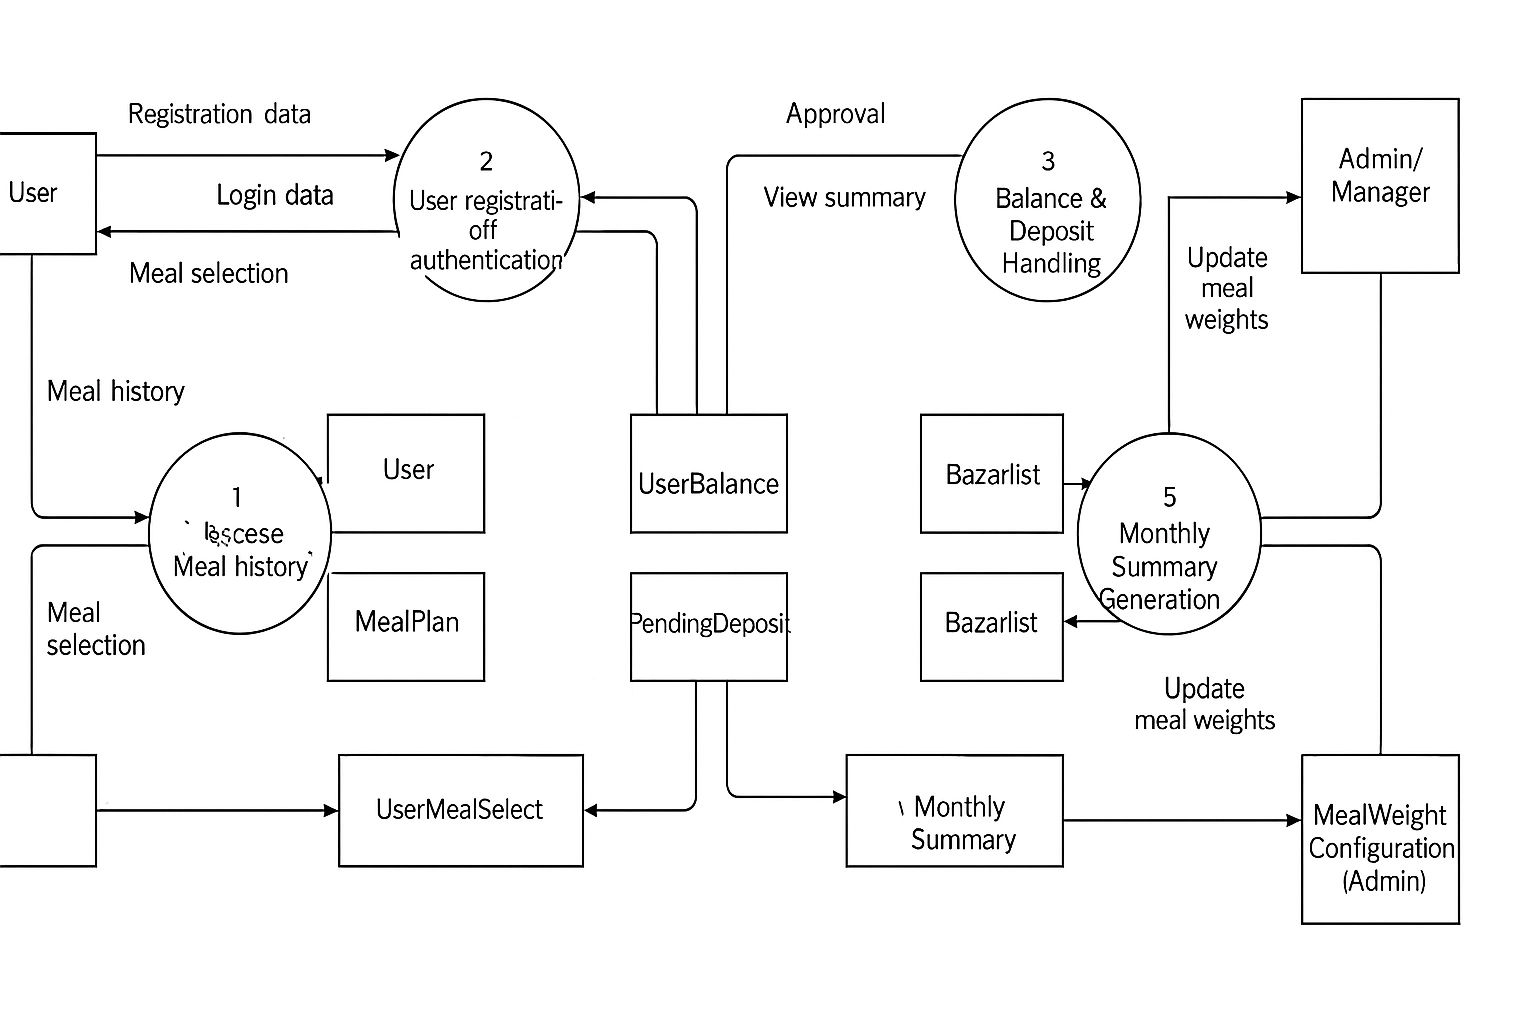 Registration data
Approval
User
Login data
Meal selection
2
User registrati-
off
authentication
View summary
3
Balance &
Deposit
Handling
Admin/
Manager
Update
meal
weights
Meal history
User
UserBalance
Bazarlist
1
Meal history
5
Monthly
Summary
Generation
Meal
selection
MealPlan
PendingDeposit
Bazarlist
Update
meal weights
UserMealSelect
Monthly
Summary
MealWeight
Configuration
(Admin)